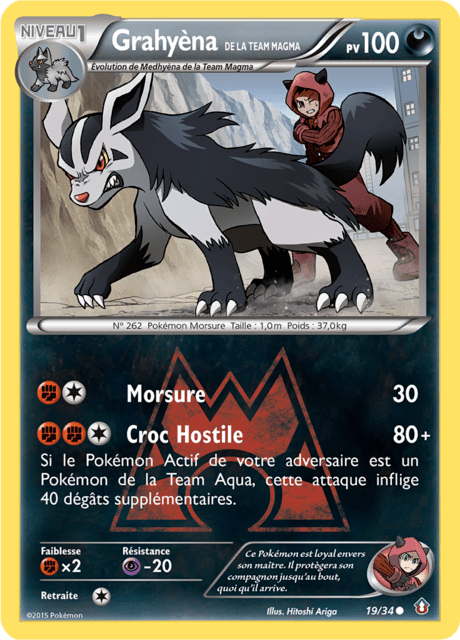 NIVEAU 1
Grahyèna DE LA TEAM MAGMA PV 100
Évolution de Medhyèna de la Team Magma
N° 262 Pokémon Morsure Taille : 1,0m Poids : 37,0kg
Morsure 30
Croc Hostile 80+
Si le Pokémon Actif de votre adversaire est un
Pokémon de la Team Aqua, cette attaque inflige
40 dégâts supplémentaires.
Faiblesse Résistance
×2 -20
Retraite
Ce Pokémon est loyal envers
son maître. Il protègera son
compagnon jusqu'au bout,
quoi qu'il arrive.
©2015 Pokémon
Illus. Hitoshi Ariga 19/34